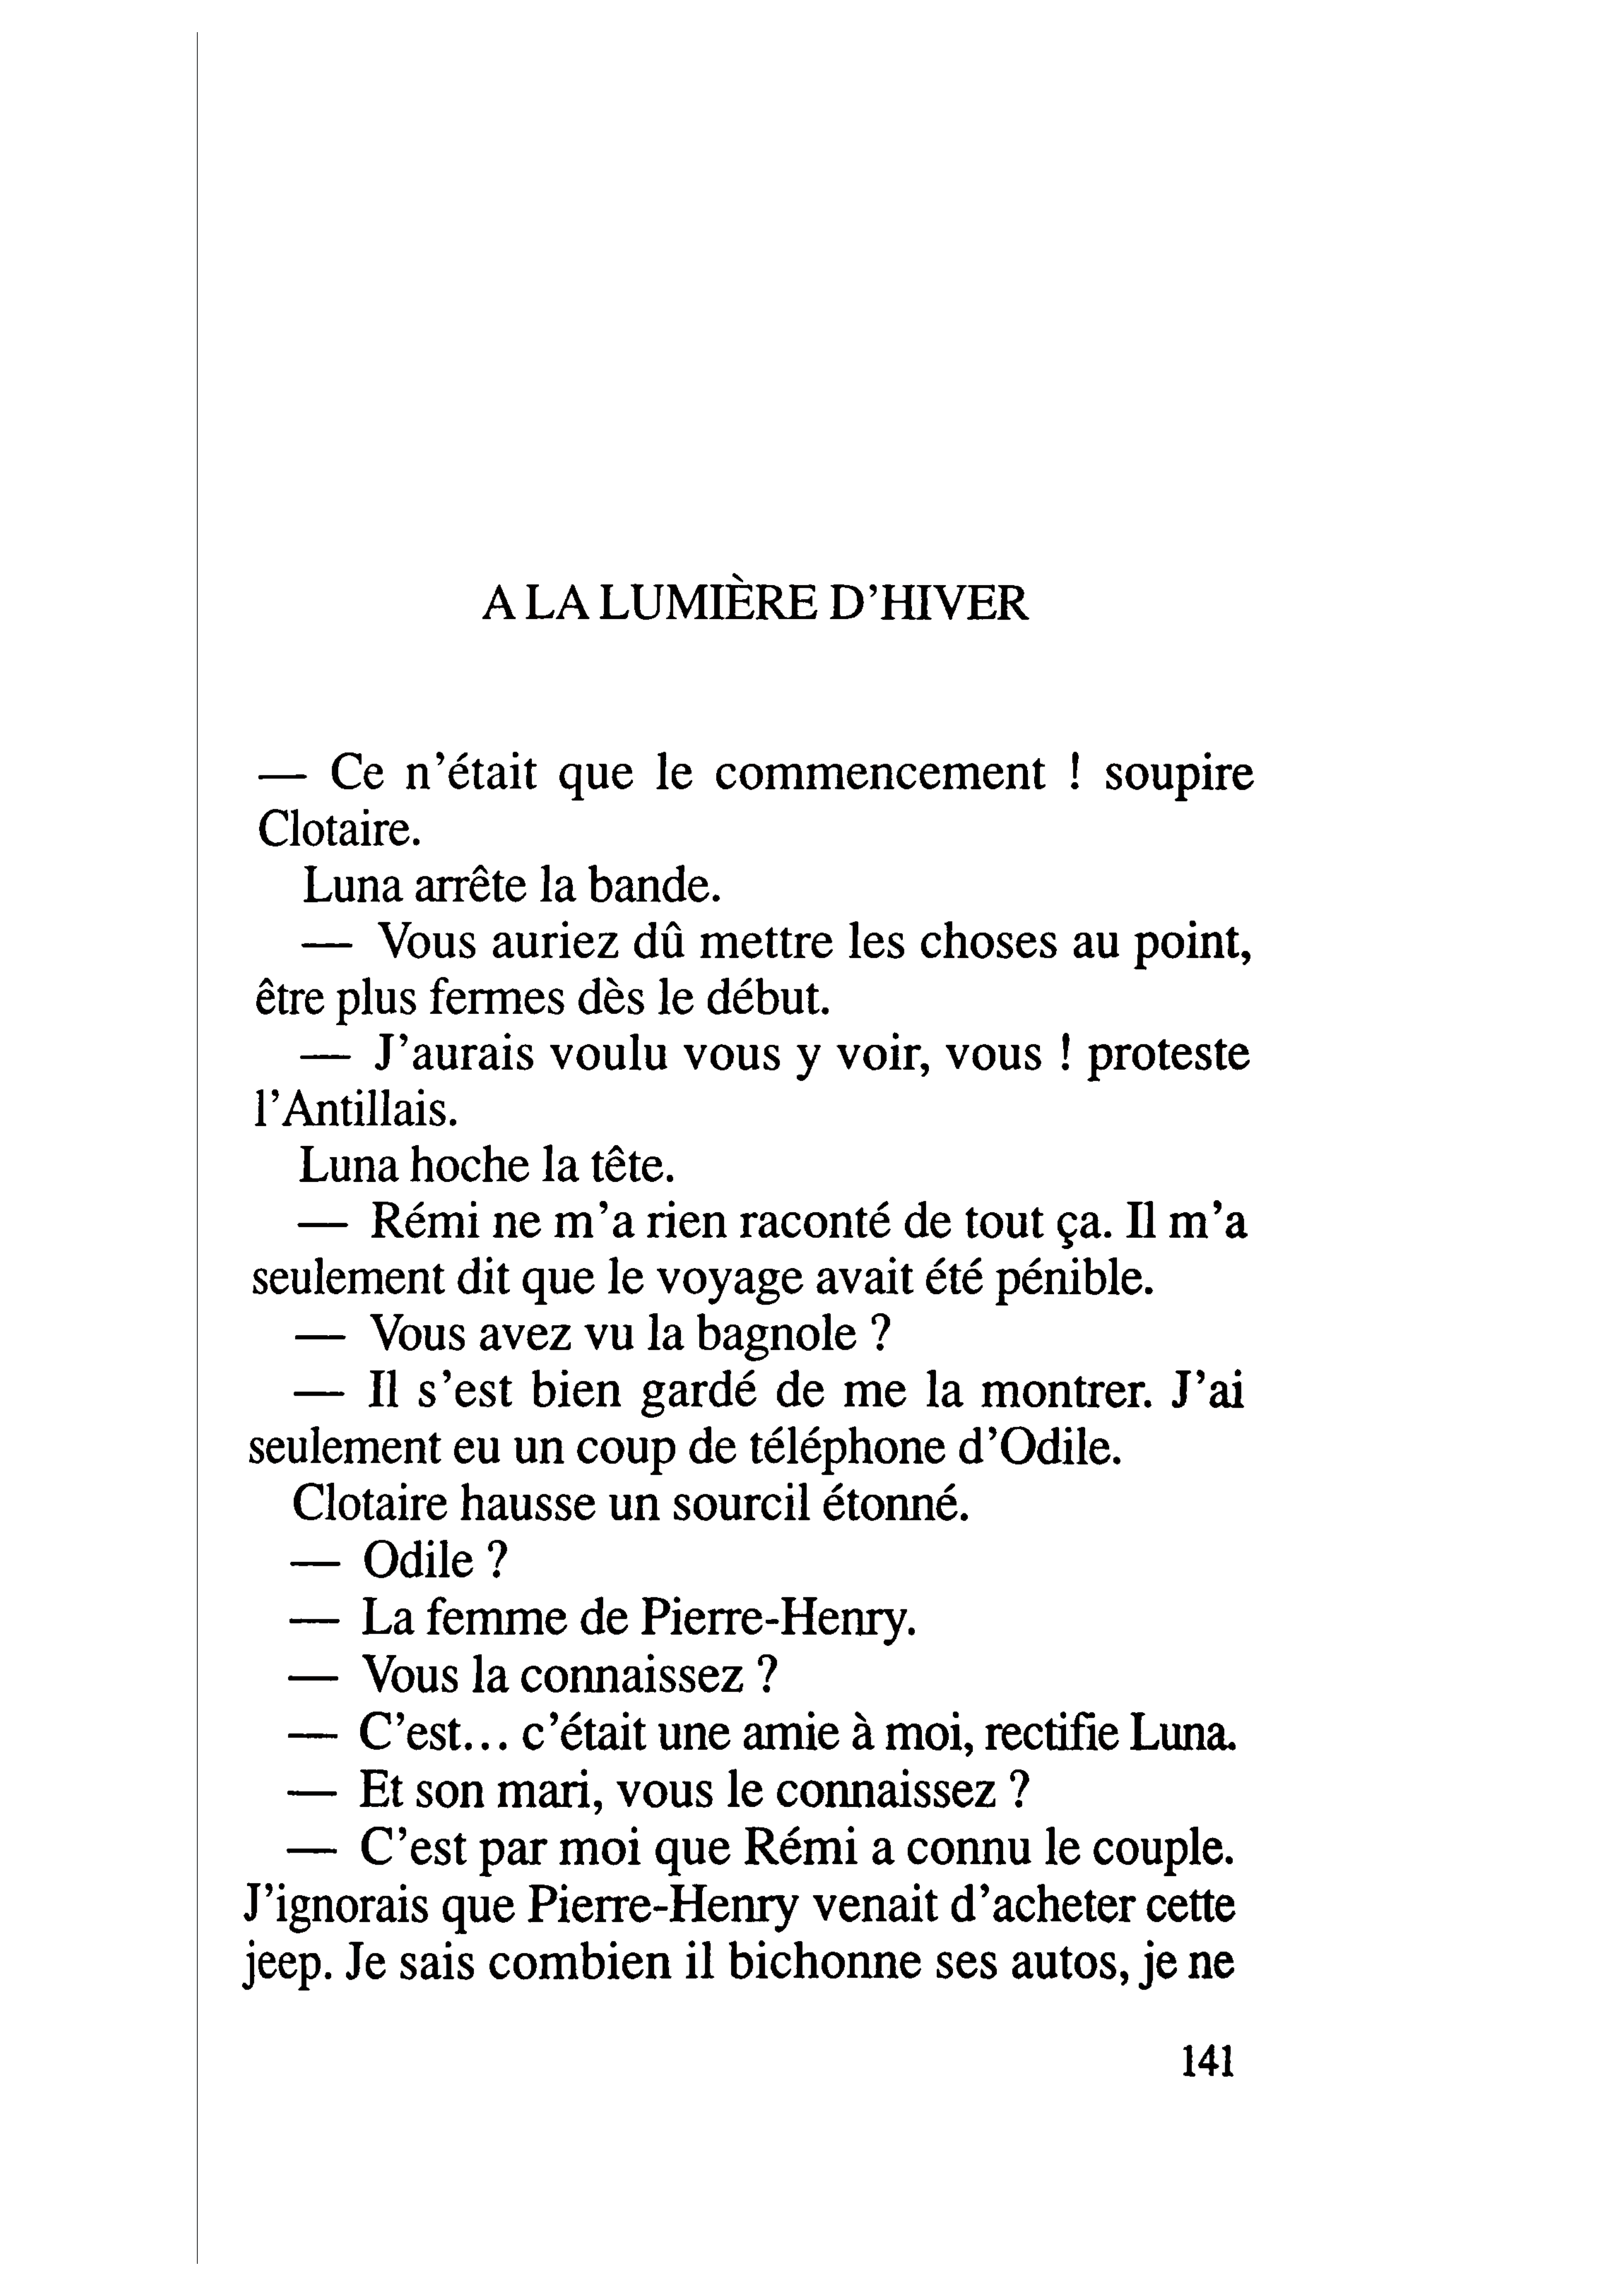 A LA LUMIÈRE D'HIVER
— Ce n'était que le commencement ! soupire
Clotaire.
Luna arrête la bande.
— Vous auriez dû mettre les choses au point,
être plus fermes dès le début.
— J'aurais voulu vous y voir, vous ! proteste
l'Antillais.
Luna hoche la tête.
— Rémi ne m'a rien raconté de tout ça. Il m'a
seulement dit que le voyage avait été pénible.
— Vous avez vu la bagnole ?
— Il s'est bien gardé de me la montrer. J'ai
seulement eu un coup de téléphone d'Odile.
Clotaire hausse un sourcil étonné.
— Odile ?
— La femme de Pierre-Henry.
— Vous la connaissez ?
— C'est... c'était une amie à moi, rectifie Luna.
— Et son mari, vous le connaissez ?
— C'est par moi que Rémi a connu le couple.
J'ignorais que Pierre-Henry venait d'acheter cette
jeep. Je sais combien il bichonne ses autos, je ne
141